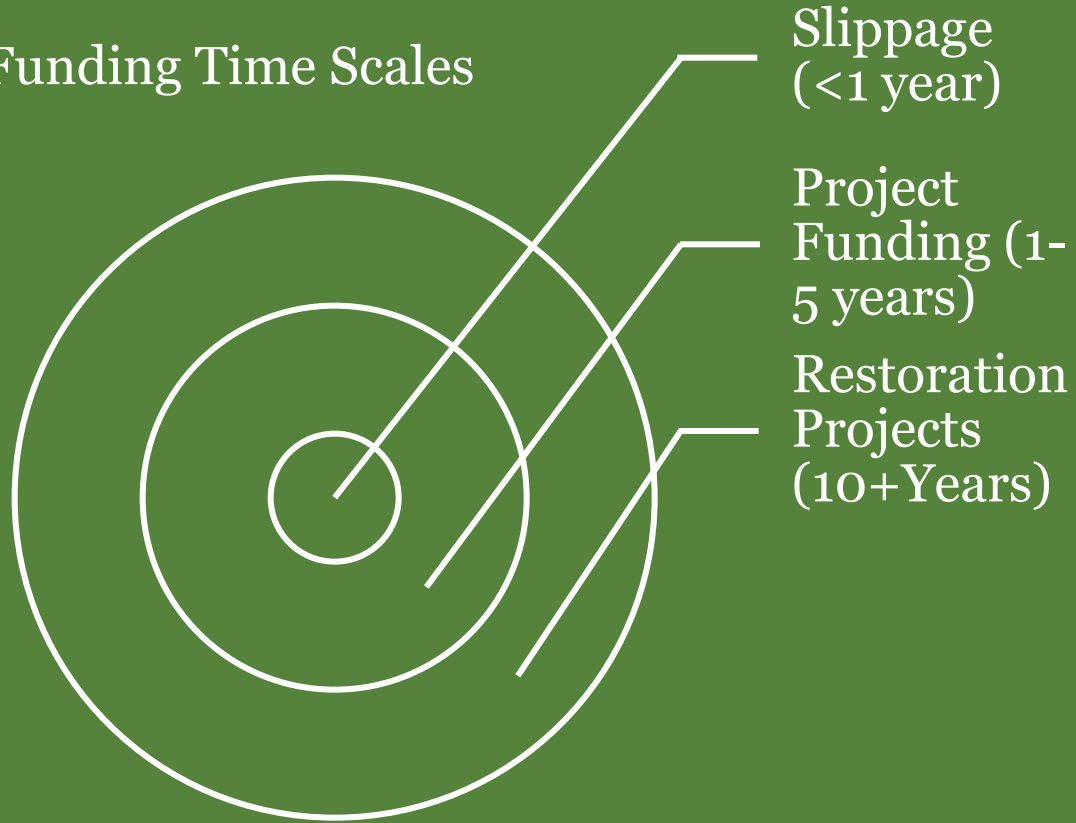 Funding Time Scales
Slippage
(<1 year)
Project
Funding (1-
5 years)
Restoration
Projects
(10+Years)